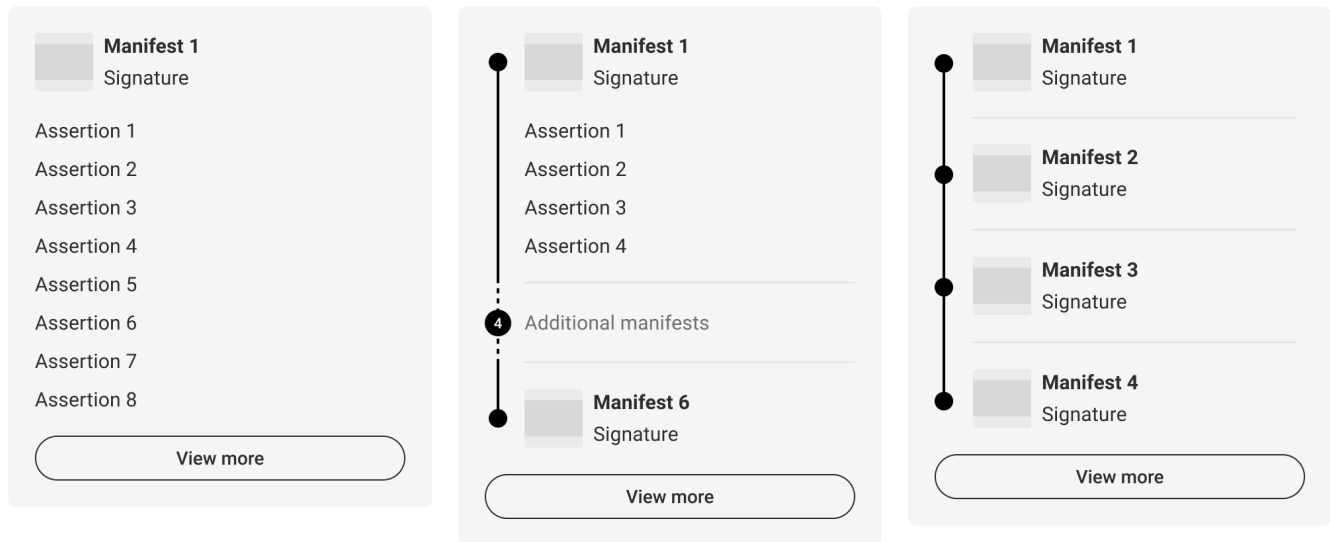 Manifest 1
Signature
Assertion 1
Assertion 2
Assertion 3
Assertion 4
Assertion 5
Assertion 6
Assertion 7
Assertion 8
View more
Manifest 1
Signature
Assertion 1
Assertion 2
Assertion 3
Assertion 4
4 Additional manifests
Manifest 6
Signature
View more
Manifest 1
Signature
Manifest 2
Signature
Manifest 3
Signature
Manifest 4
Signature
View more